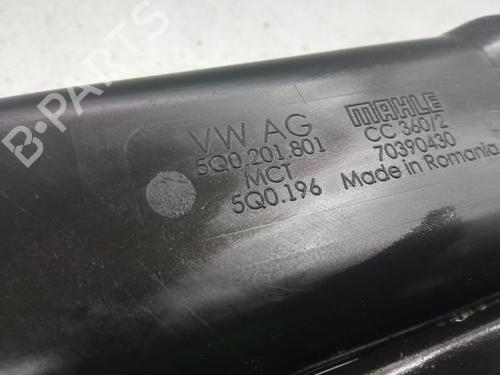 B-PARTS
VW AG
5Q0.201.801
MCT
5Q0.196
MAHLE
CC 360/2
70390430
Made in Romania